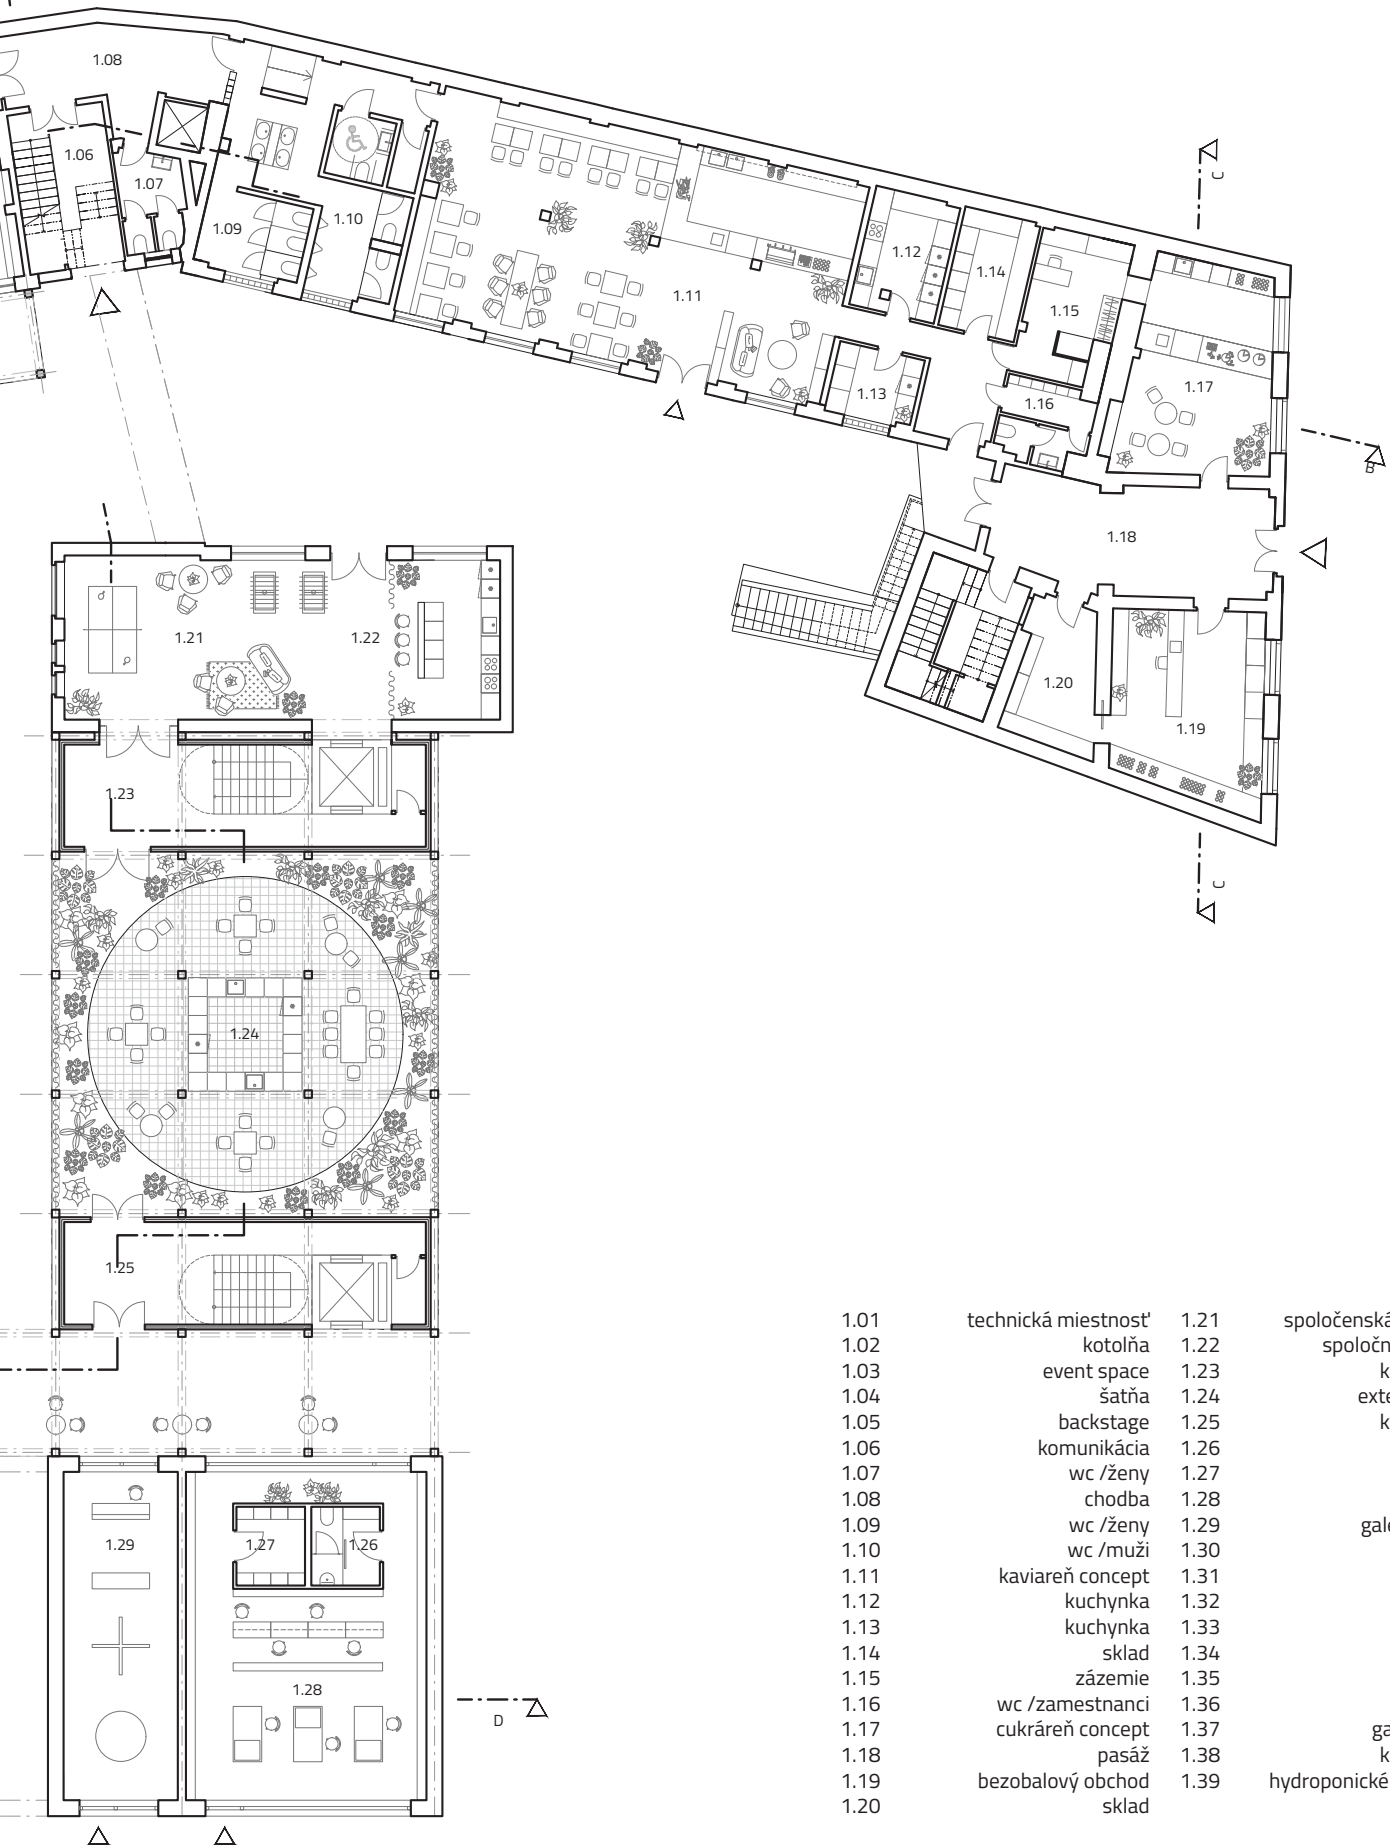 1.08
1.06
1.07
1.09
1.10
1.11
1.12
1.14
1.15
1.13
1.16
1.17
C
B
1.18
1.20
1.19
C
1.21
1.22
1.23
1.24
1.25
1.29
1.27
1.26
1.28
D
1.01 technická miestnosť 1.21 spoločenská
1.02 kotolňa 1.22 spoločn
1.03 event space 1.23 k
1.04 šatňa 1.24 exte
1.05 backstage 1.25 k
1.06 komunikácia 1.26
1.07 wc /ženy 1.27
1.08 chodba 1.28
1.09 wc /ženy 1.29 gale
1.10 wc /muži 1.30
1.11 kaviareň concept 1.31
1.12 kuchynka 1.32
1.13 kuchynka 1.33
1.14 sklad 1.34
1.15 zázemie 1.35
1.16 wc /zamestnanci 1.36
1.17 cukráreň concept 1.37 ga
1.18 pasáž 1.38 k
1.19 bezobalový obchod 1.39 hydroponické
1.20 sklad